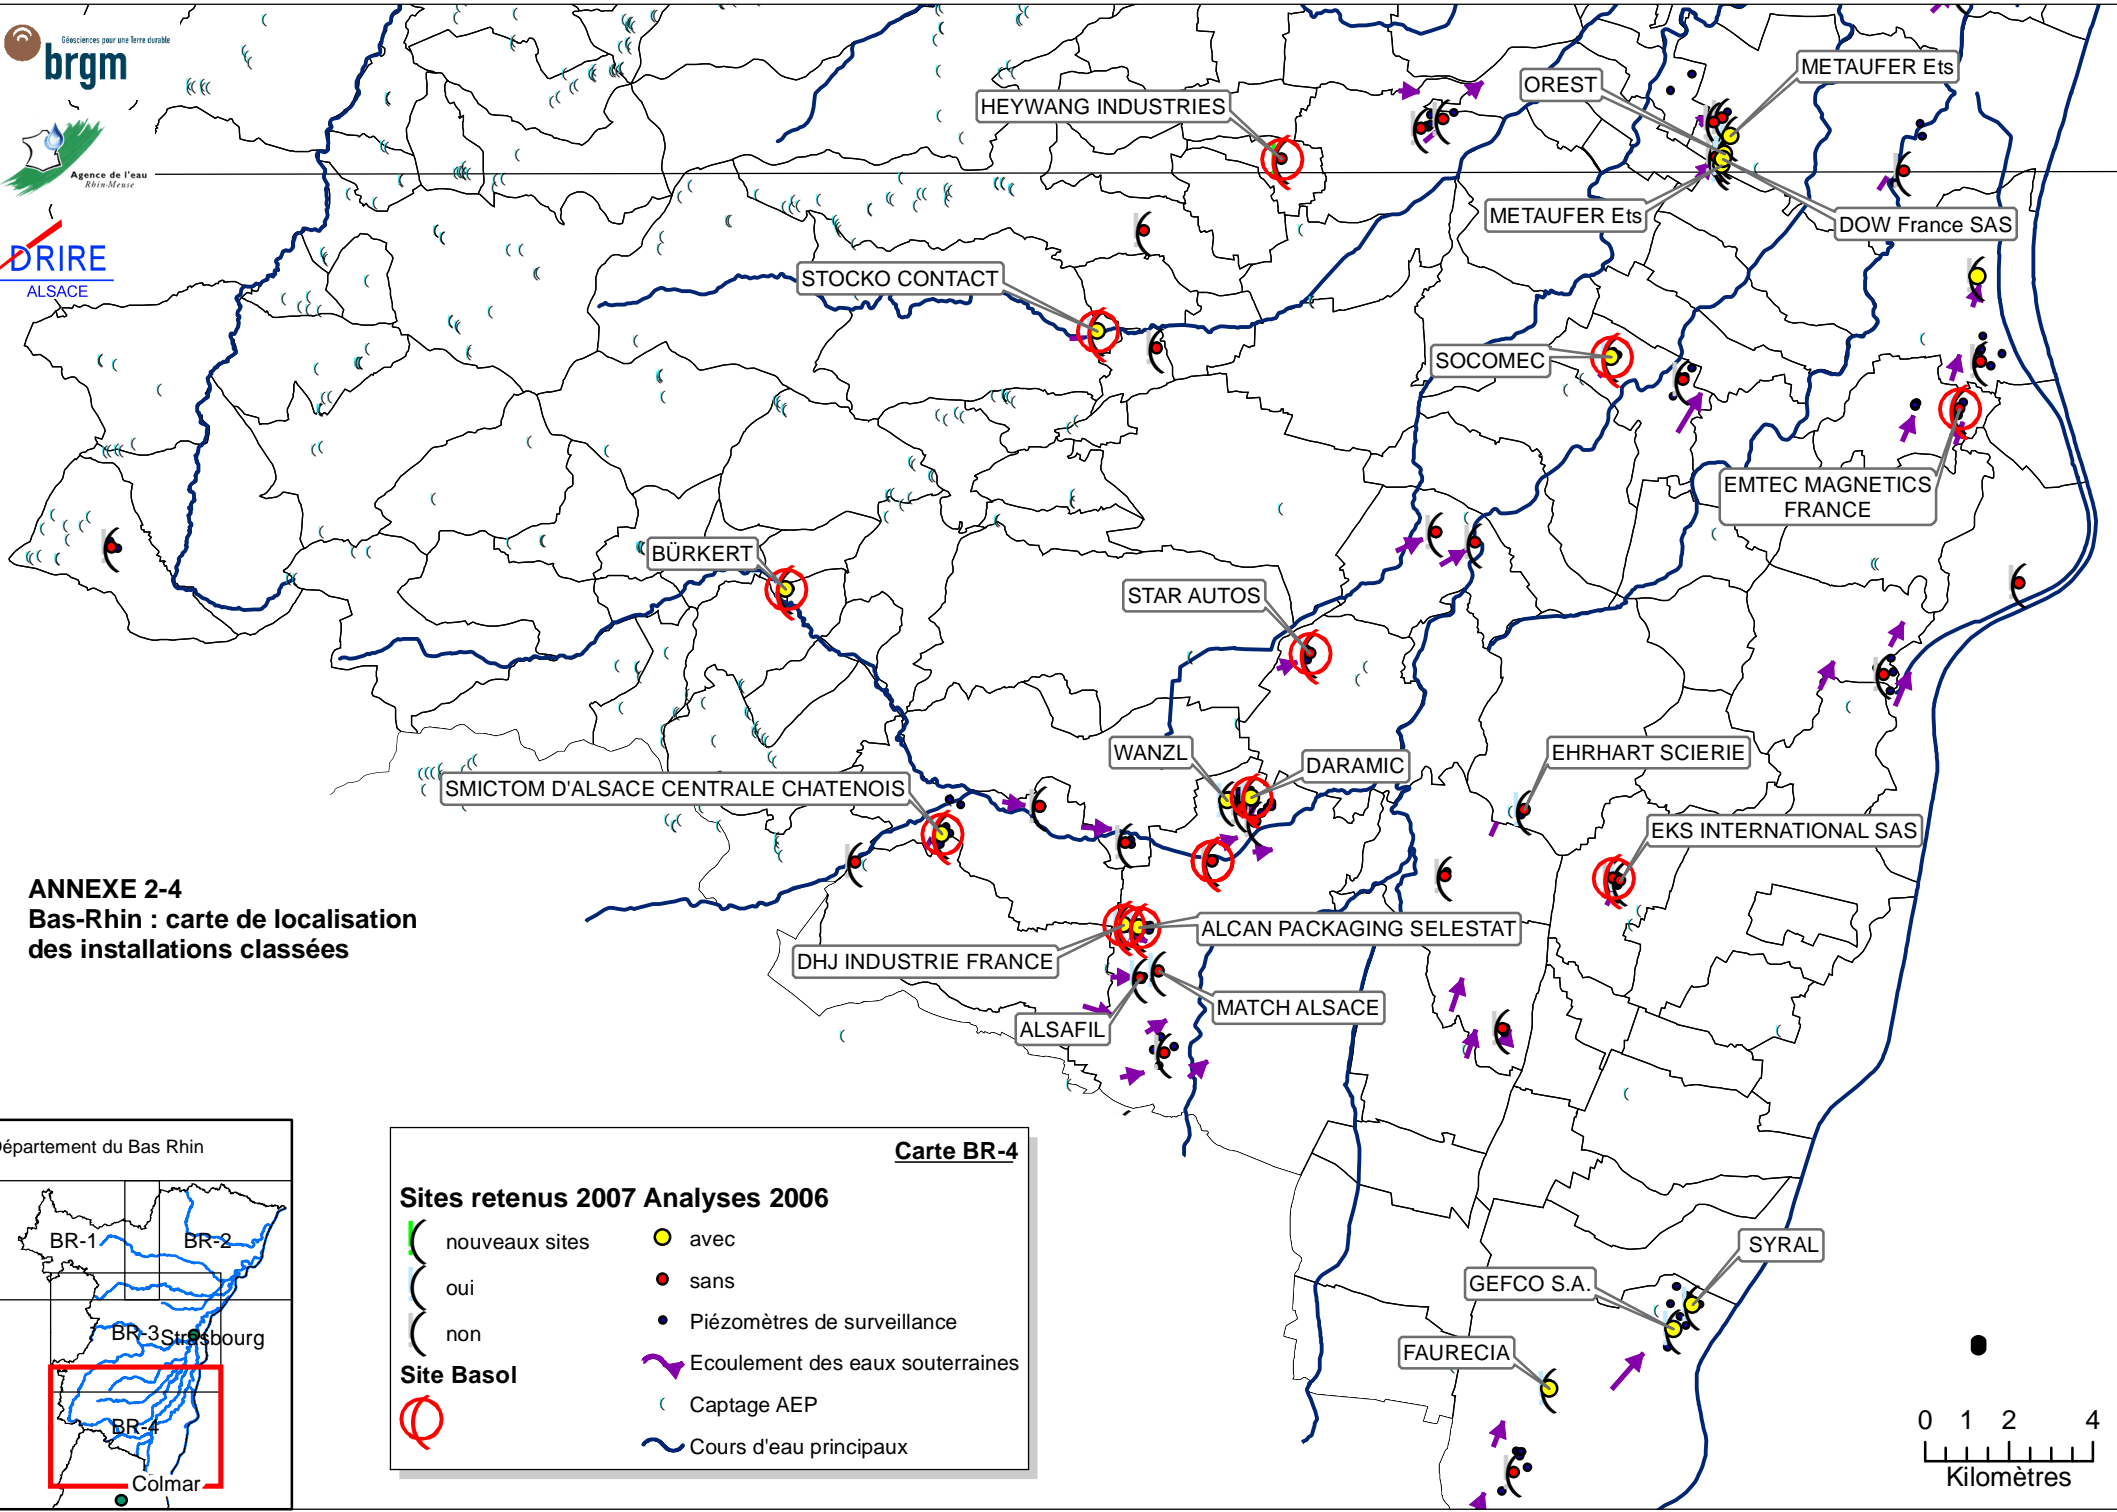 Géosciences pour une Terre durable
brgm
Agence de l'eau
Rhin-Meuse
DRIRE
ALSACE
HEYWANG INDUSTRIES
OREST
METAUFER Ets
METAUFER Ets
DOW France SAS
STOCKO CONTACT
SOCOMEC
EMTEC MAGNETICS
FRANCE
BÜRKERT
STAR AUTOS
WANZL
DARAMIC
EHRHART SCIERIE
SMICTOM D'ALSACE CENTRALE CHATENOIS
EKS INTERNATIONAL SAS
ANNEXE 2-4
Bas-Rhin : carte de localisation
des installations classées
ALCAN PACKAGING SELESTAT
DHJ INDUSTRIE FRANCE
MATCH ALSACE
ALSAFIL
SYRAL
GEFCO S.A.
FAURECIA
Département du Bas Rhin
BR-1
BR-2
BR-3
Strasbourg
BR-4
Colmar
Carte BR-4
Sites retenus 2007 Analyses 2006
nouveaux sites
avec
oui
sans
non
Piézomètres de surveillance
Site Basol
Ecoulement des eaux souterraines
Captage AEP
Cours d'eau principaux
0 1 2 4
Kilomètres